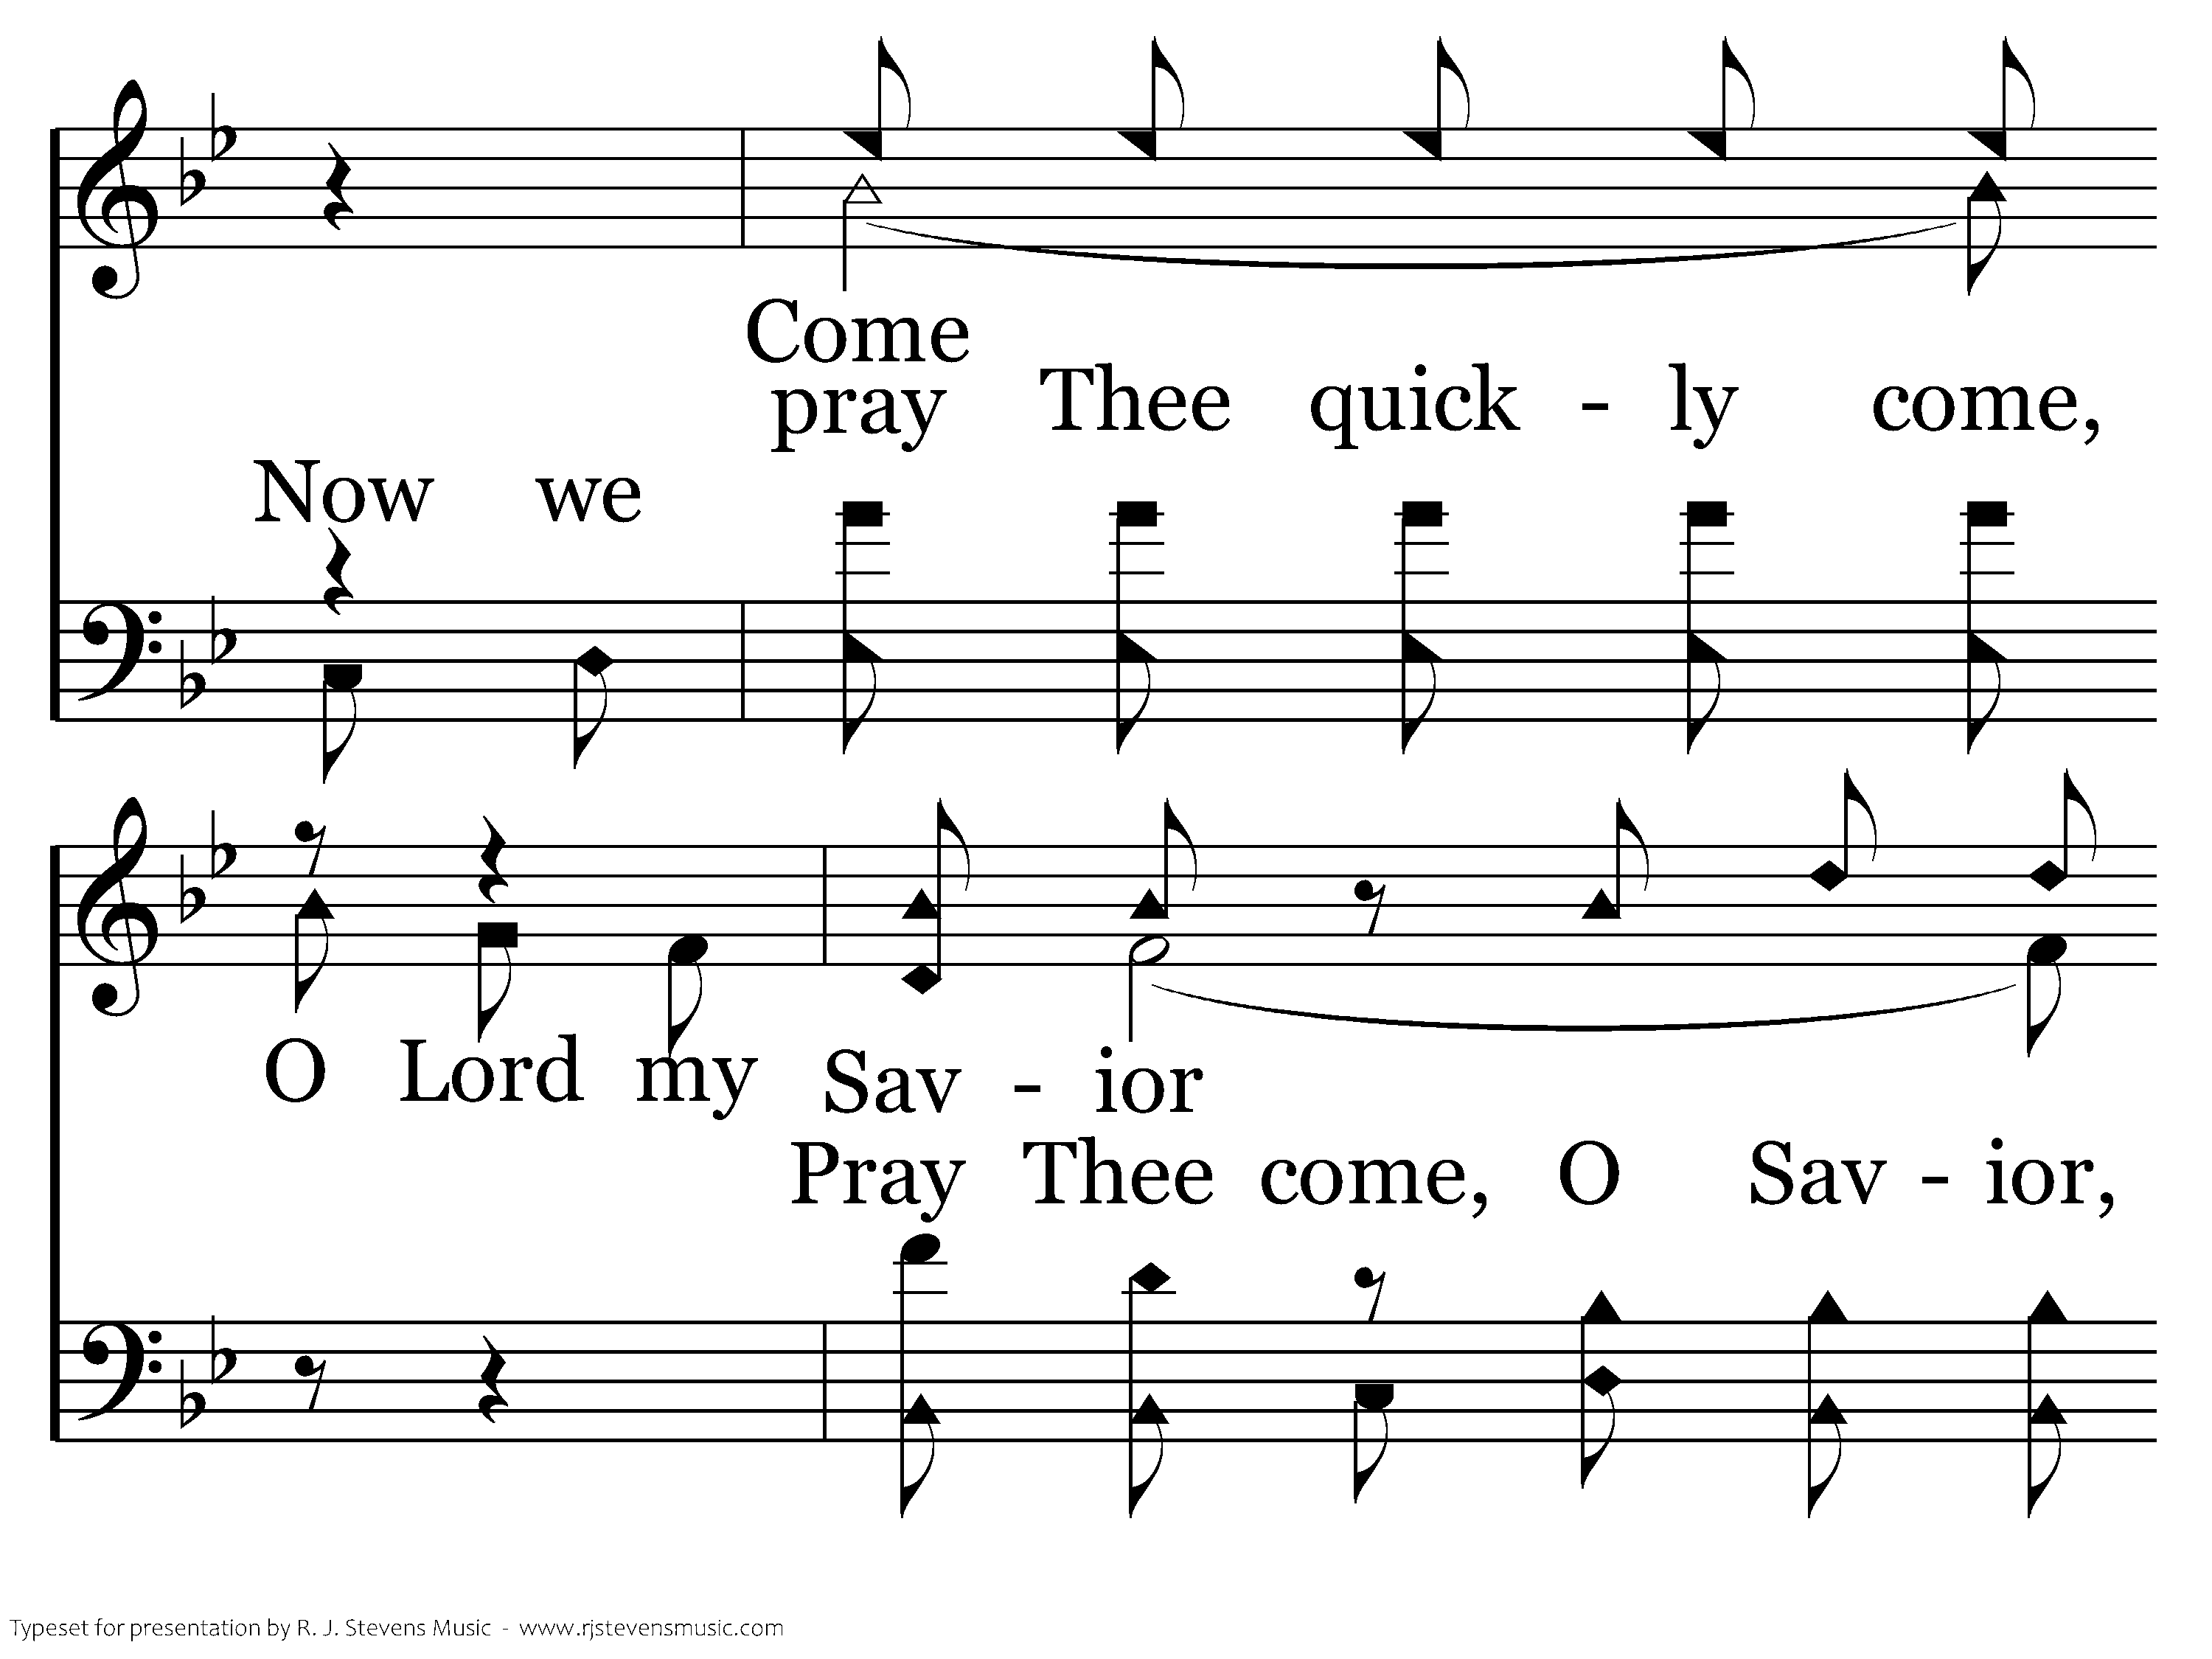 Come
pray Thee quick - ly come,
Now we
O Lord my Sav - ior
Pray Thee come, O Sav - ior,
Typeset for presentation by R. J. Stevens Music - www.rjstevensmusic.com